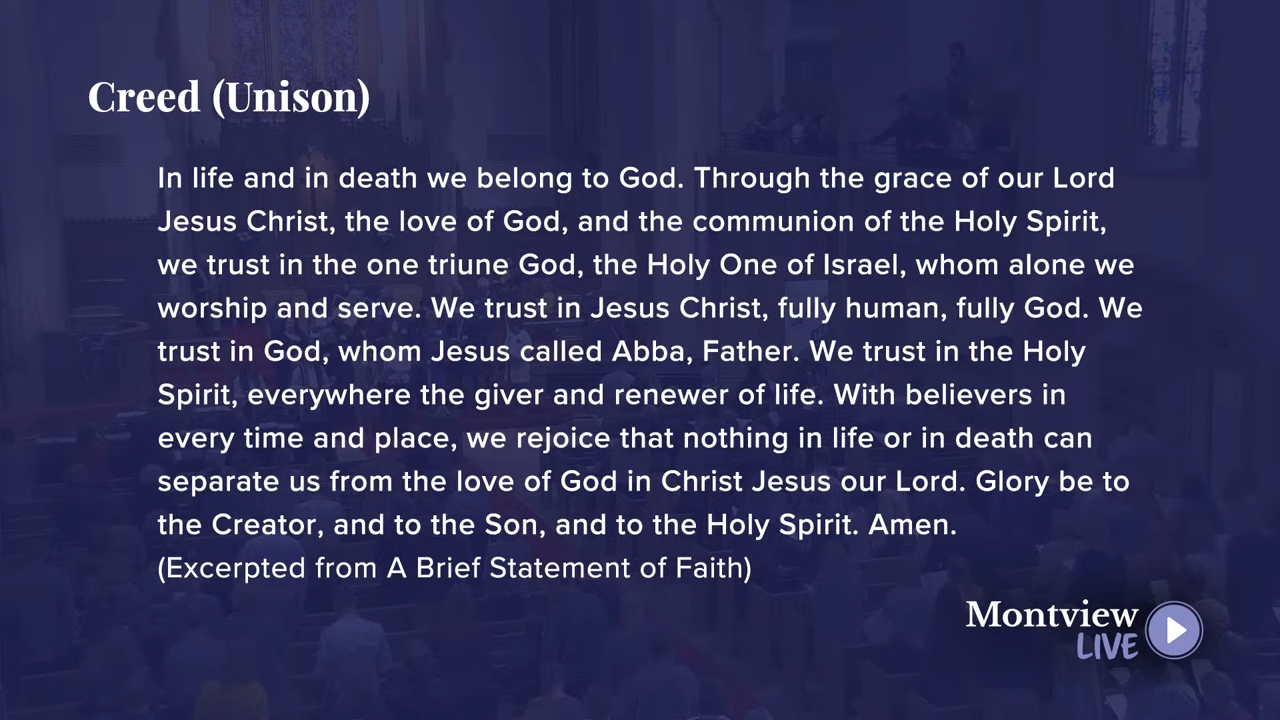 Creed (Unison)
In life and in death we belong to God. Through the grace of our Lord
Jesus Christ, the love of God, and the communion of the Holy Spirit,
we trust in the one triune God, the Holy One of Israel, whom alone we
worship and serve. We trust in Jesus Christ, fully human, fully God. We
trust in God, whom Jesus called Abba, Father. We trust in the Holy
Spirit, everywhere the giver and renewer of life. With believers in
every time and place, we rejoice that nothing in life or in death can
separate us from the love of God in Christ Jesus our Lord. Glory be to
the Creator, and to the Son, and to the Holy Spirit. Amen.
(Excerpted from A Brief Statement of Faith)
Montview
LIVE